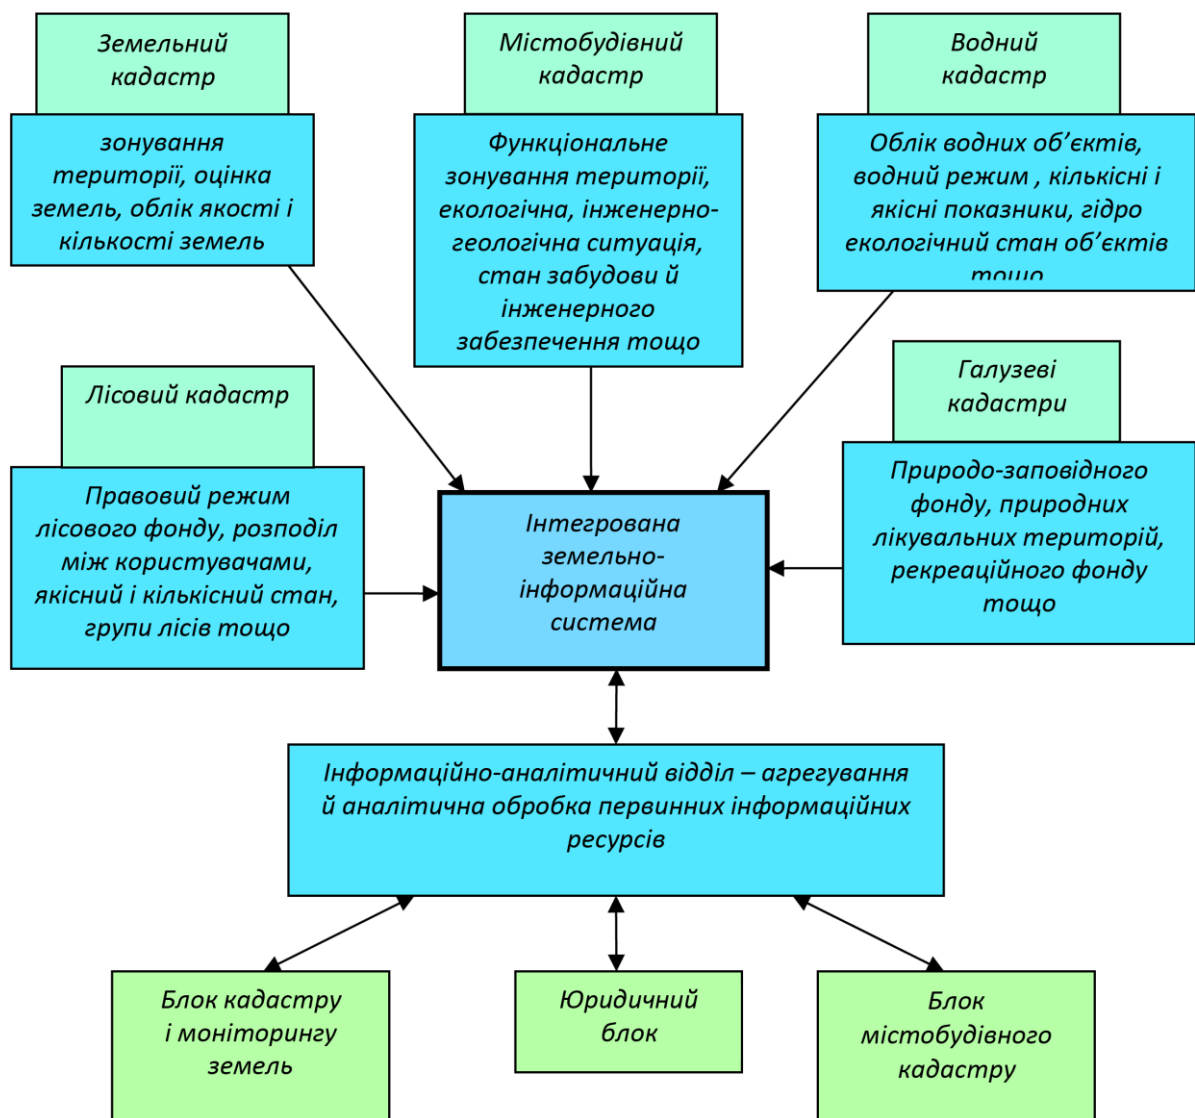 Земельний
кадастр
зонування
території, оцінка
земель, облік якості і
кількості земель
Містобудівний
кадастр
Функціональне
зонування території,
екологічна, інженерно-
геологічна ситуація,
стан забудови й
інженерного
забезпечення тощо
Водний
кадастр
Облік водних об’єктів,
водний режим , кількісні і
якісні показники, гідро
екологічний стан об’єктів
тощо
Лісовий кадастр
Правовий режим
лісового фонду, розподіл
між користувачами,
якісний і кількісний стан,
групи лісів тощо
Інтегрована
земельно-
інформаційна
система
Галузеві
кадастри
Природо-заповідного
фонду, природних
лікувальних територій,
рекреаційного фонду
тощо
Інформаційно-аналітичний відділ – агрегування
й аналітична обробка первинних інформаційних
ресурсів
Блок кадастру
і моніторингу
земель
Юридичний
блок
Блок
містобудівного
кадастру